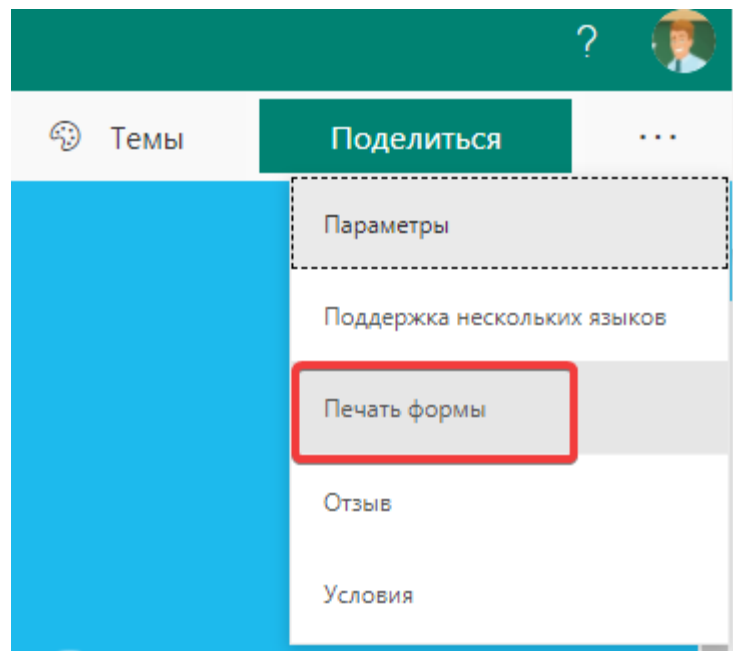 ?
Темы
Поделиться
...
Параметры
Поддержка нескольких языков
Печать формы
Отзыв
Условия